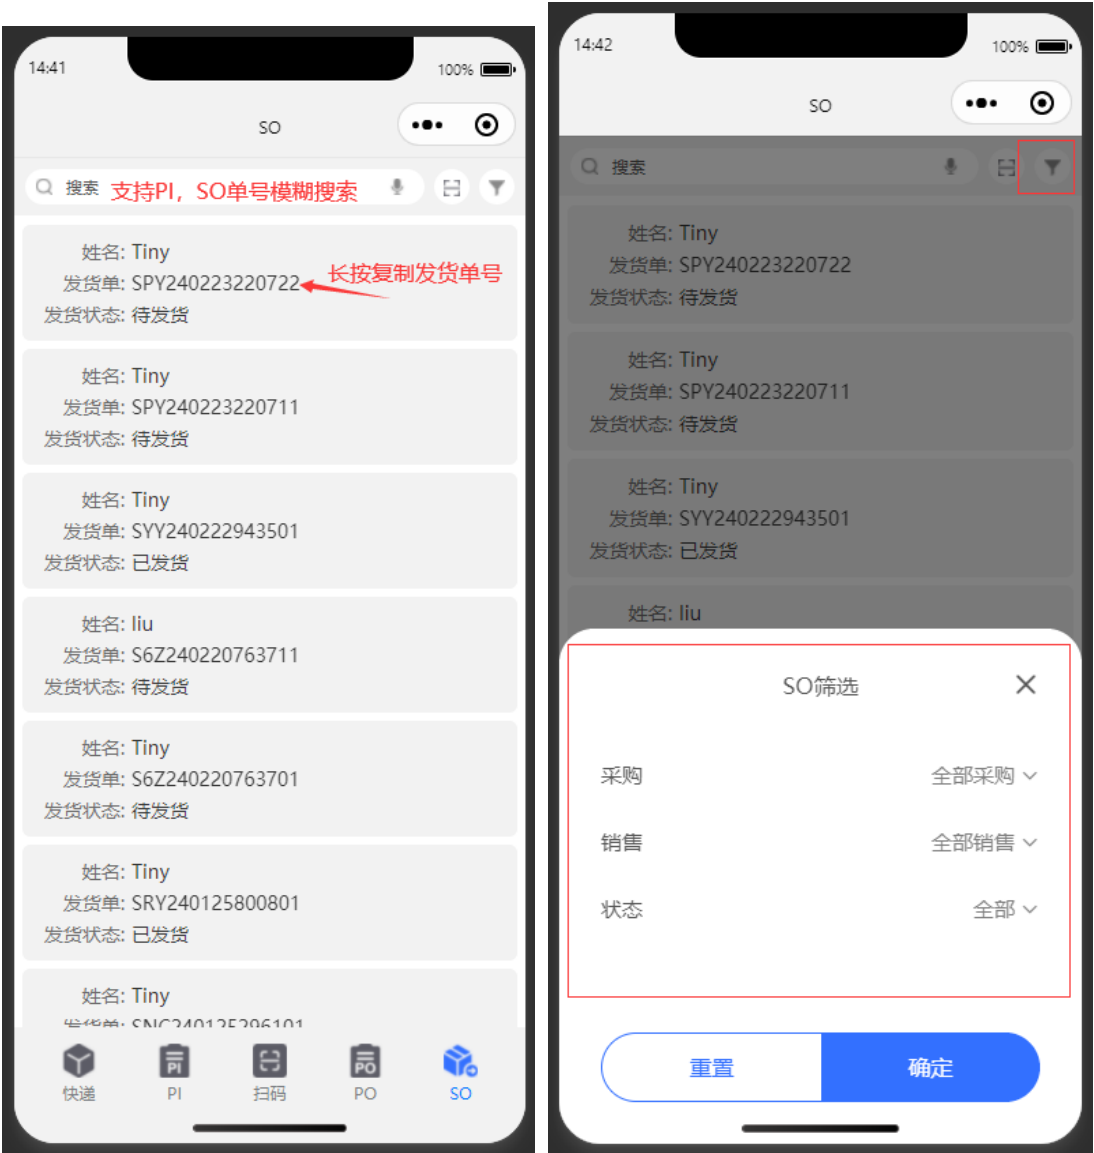 14:41
100%
SO
搜索 支持PI，SO单号模糊搜索
姓名: Tiny
发货单: SPY240223220722
长按复制发货单号
发货状态: 待发货
姓名: Tiny
发货单: SPY240223220711
发货状态: 待发货
姓名: Tiny
发货单: SYY240222943501
发货状态: 已发货
姓名: liu
发货单: S6Z240220763711
发货状态: 待发货
姓名: Tiny
发货单: S6Z240220763701
发货状态: 待发货
姓名: Tiny
发货单: SRY240125800801
发货状态: 已发货
姓名: Tiny
发货单: SNC240125296101
快递
PI
扫码
PO
SO
14:42
100%
SO
搜索
姓名: Tiny
发货单: SPY240223220722
发货状态: 待发货
姓名: Tiny
发货单: SPY240223220711
发货状态: 待发货
姓名: Tiny
发货单: SYY240222943501
发货状态: 已发货
姓名: liu
SO筛选
采购 全部采购
销售 全部销售
状态 全部
重置 确定